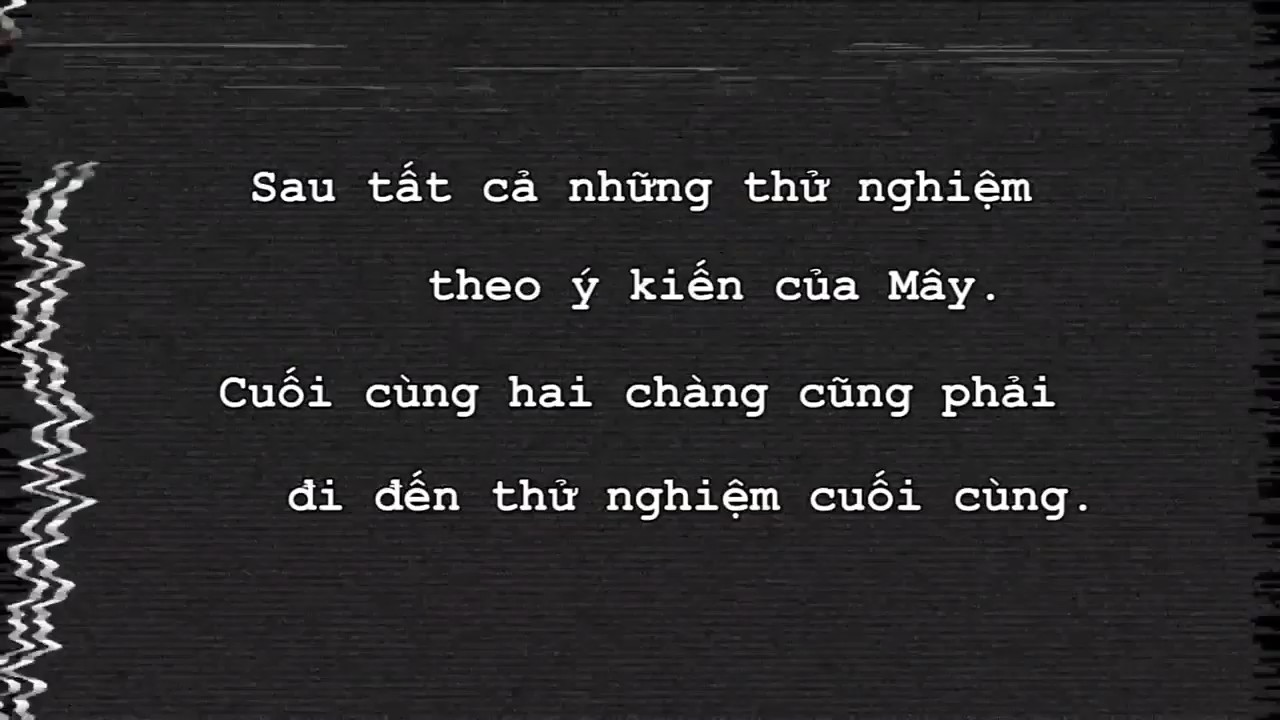 Sau tất cả những thử nghiệm
theo ý kiến của Mây.
Cuối cùng hai chàng cũng phải
đi đến thử nghiệm cuối cùng.